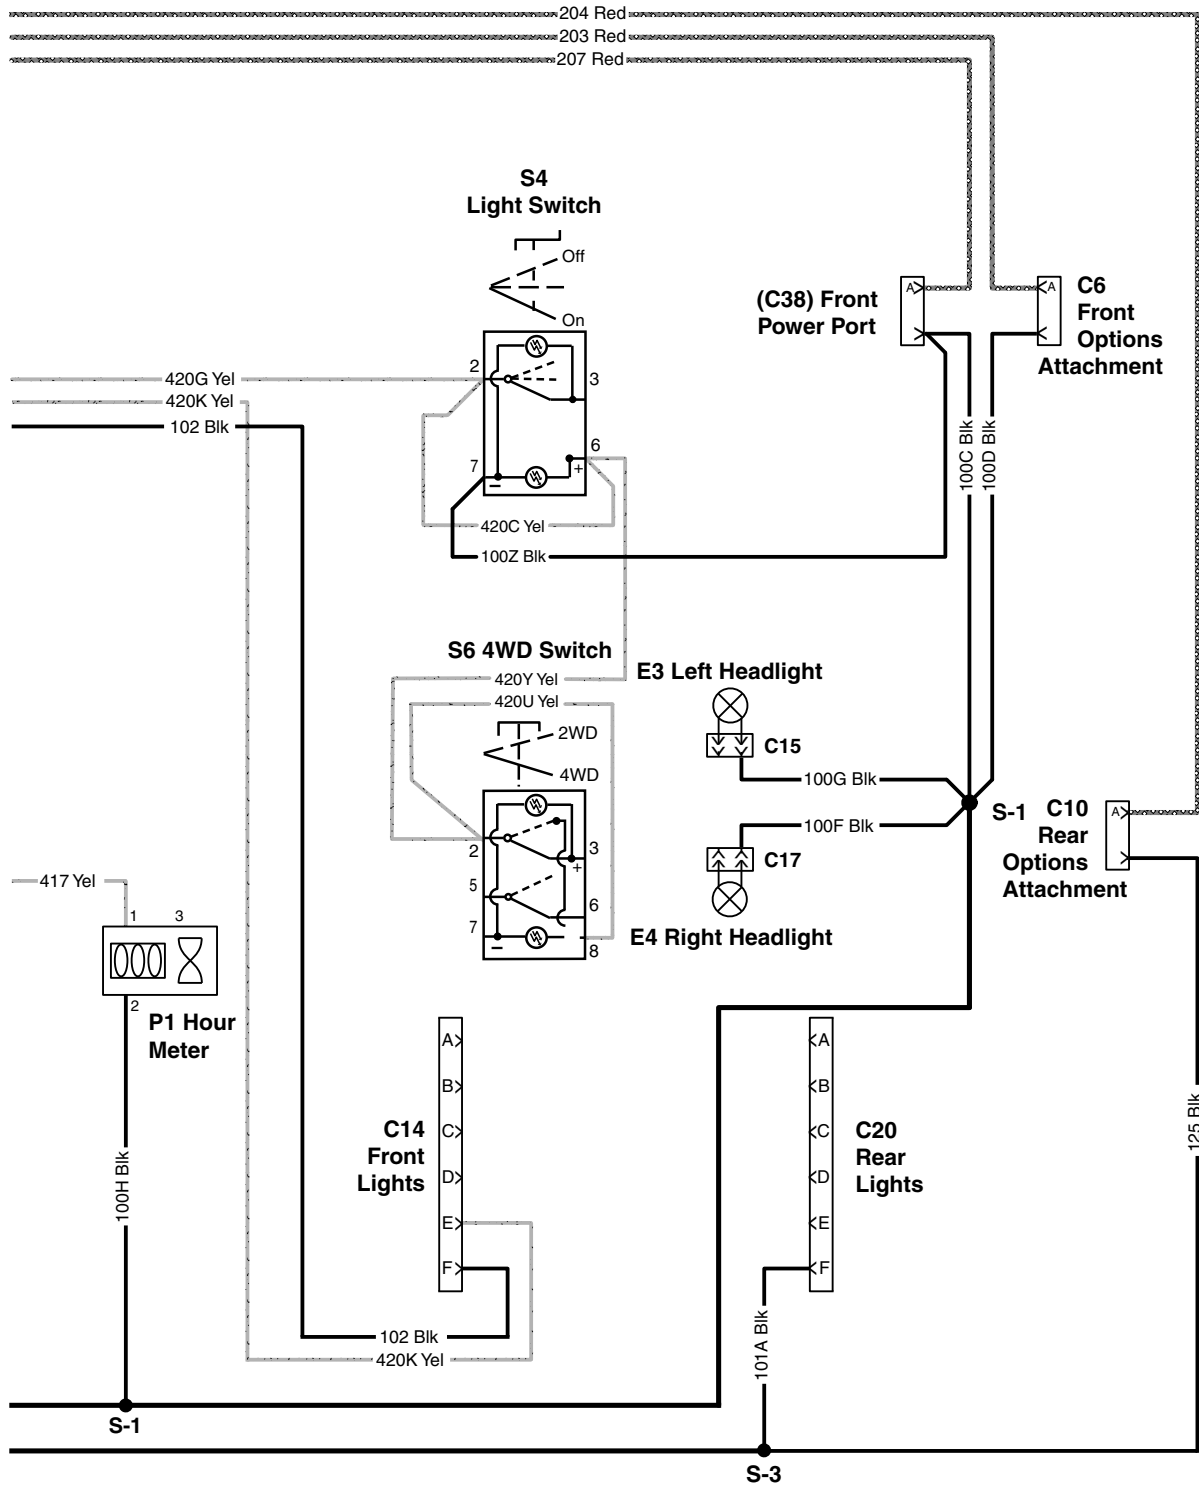 204 Red
203 Red
207 Red
S4
Light Switch
Off
On
(C38) Front
Power Port
A
A
C6
Front
Options
Attachment
2
3
420G Yel
420K Yel
102 Blk
6
7
+
−
420C Yel
100Z Blk
100C Blk
100D Blk
S6 4WD Switch
420Y Yel
420U Yel
2WD
4WD
E3 Left Headlight
C15
100G Blk
100F Blk
S-1
C10
Rear
Options
Attachment
A
C17
E4 Right Headlight
2
3
+
5
6
7
−
8
417 Yel
1
3
000
2
P1 Hour
Meter
100H Blk
A
B
C
D
E
F
C14
Front
Lights
A
B
C
D
E
F
C20
Rear
Lights
125 Blk
102 Blk
420K Yel
101A Blk
S-1
S-3